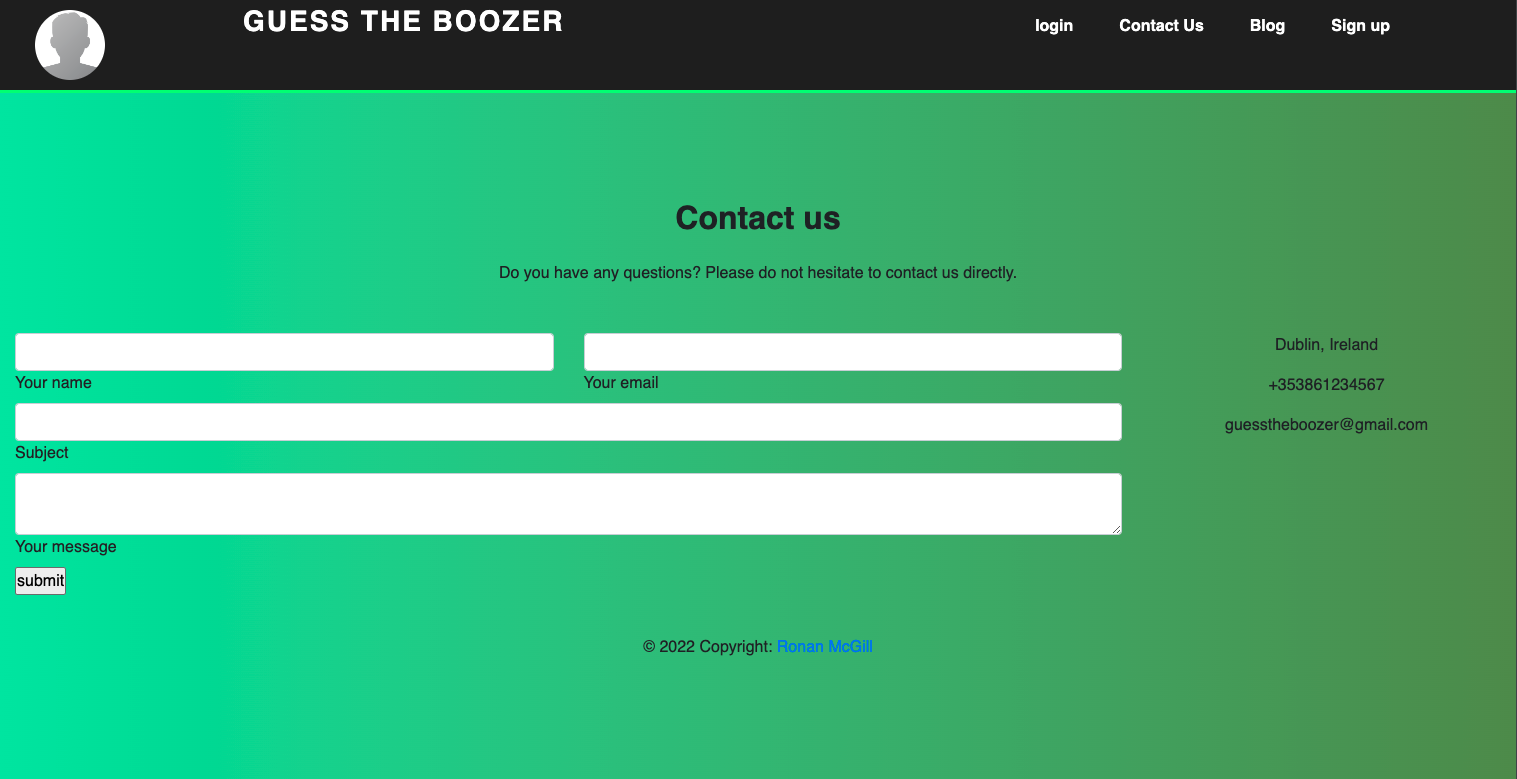 GUESS THE BOOZER
login Contact Us Blog Sign up
Contact us
Do you have any questions? Please do not hesitate to contact us directly.
Your name
Your email
Subject
Your message
submit
Dublin, Ireland
+353861234567
guesstheboozer@gmail.com
© 2022 Copyright: Ronan McGill